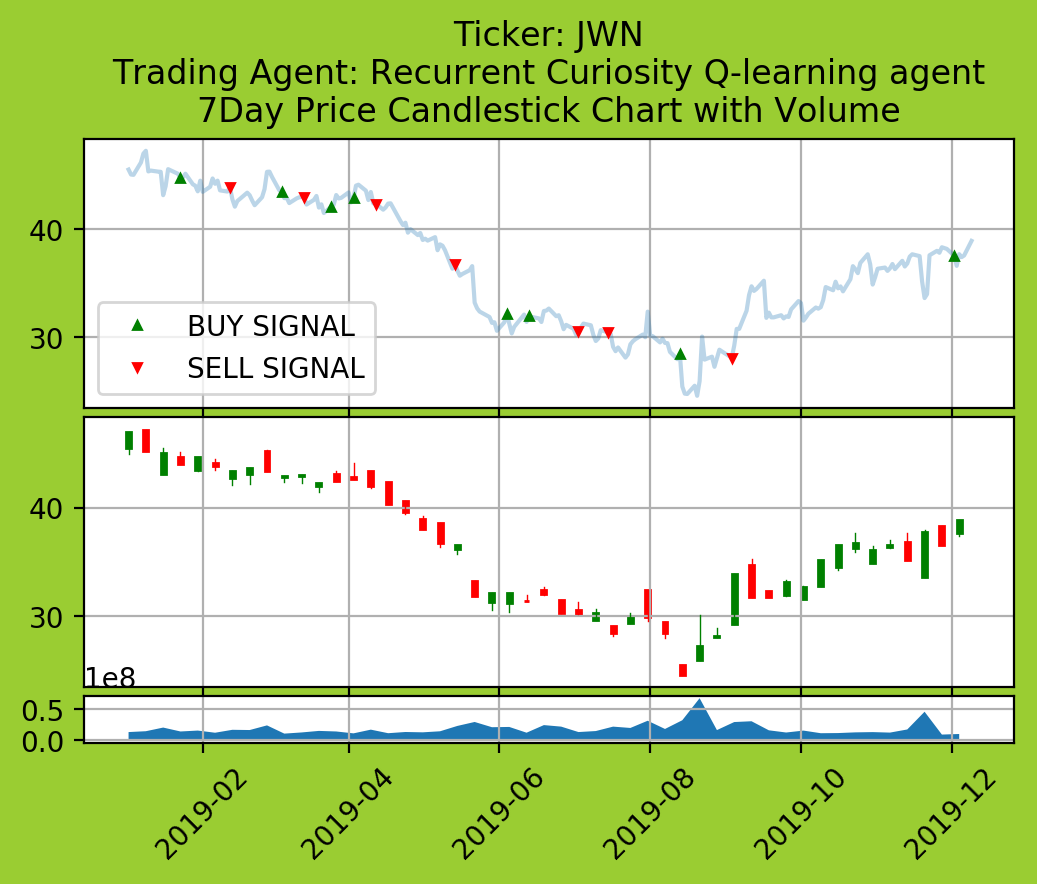 Ticker: JWN
Trading Agent: Recurrent Curiosity Q-learning agent
7Day Price Candlestick Chart with Volume
40
30
BUY SIGNAL
SELL SIGNAL
40
30
1e8
0.5
0.0
2019-02
2019-04
2019-06
2019-08
2019-10
2019-12